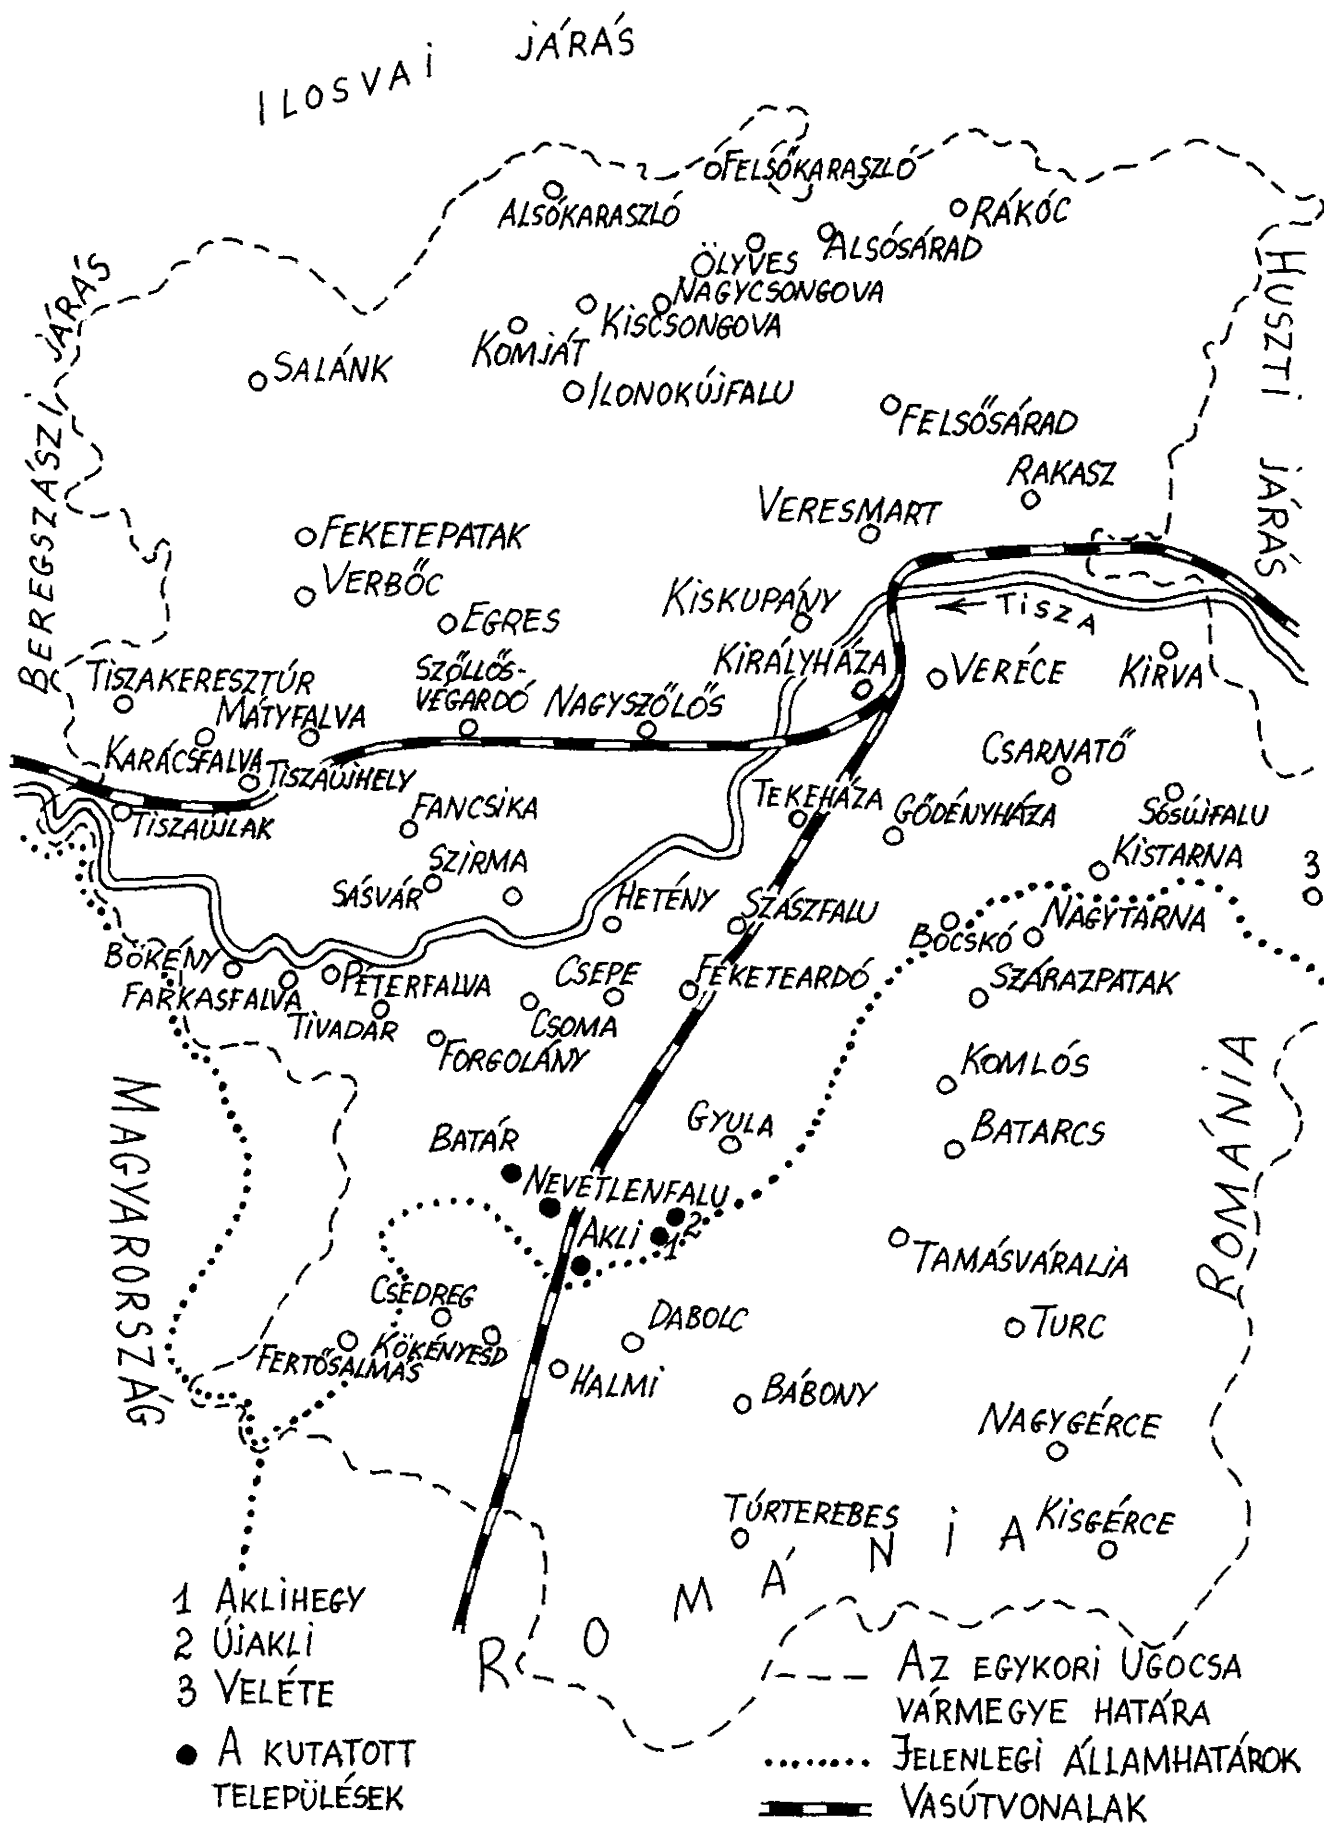 ILOSVAI JÁRÁS
FELSŐKARASZLÓ
ALSÓKARASZLÓ
RÁKÓC
ÖLYVES
ALSÓSÁRAD
NAGYCSONGOVA
KISCSONGOVA
KOMJÁT
SALÁNK
ILONOKÚJFALU
FELSŐSÁRAD
BEREGSZÁSZI JÁRÁS
HUSZTI JÁRÁS
RAKASZ
VERESMART
FEKETEPATAK
VERBŐC
EGRES
KISKUPÁNY
TISZA
KIRÁLYHÁZA
VERÉCE
KIRVA
TISZAKERESZTÚR
SZŐLLŐS-
VÉGARDÓ
NAGYSZŐLŐS
MÁTYFALVA
KARÁCSFALVA
TISZAÚJHELY
CSARNATŐ
TISZAÚJLAK
FANCSIKA
TEKEHÁZA
GŐDÉNYHÁZA
SÓSÚJFALU
KISTARNA
3
SZIRMA
SÁSVÁR
HETÉNY
SZÁSZFALU
BOCSKÓ
NAGYTARNA
BÖKÉNY
FARKASFALVA
PÉTERFALVA
CSEPE
FEKETEARDÓ
SZÁRAZPATAK
TIVADAR
CSOMA
FORGOLÁNY
KOMLÓS
MAGYARORSZÁG
ROMÁNIA
BATÁR
GYULA
BATARCS
NEVETLENFALU
AKLI
1
2
TAMÁSVÁRALJA
CSEDREG
DABOLC
TURC
FERTŐSALMÁS
KÖKÉNYESD
HALMI
BÁBONY
NAGYGÉRCE
TÚRTEREBES
KISGÉRCE
ROMÁNIA
1 AKLIHEGY
2 ÚJAKLI
3 VELÉTE
A KUTATOTT
TELEPÜLÉSEK
AZ EGYKORI UGOCSA
VÁRMEGYE HATÁRA
JELENLEGI ÁLLAMHATÁROK
VASÚTVONALAK